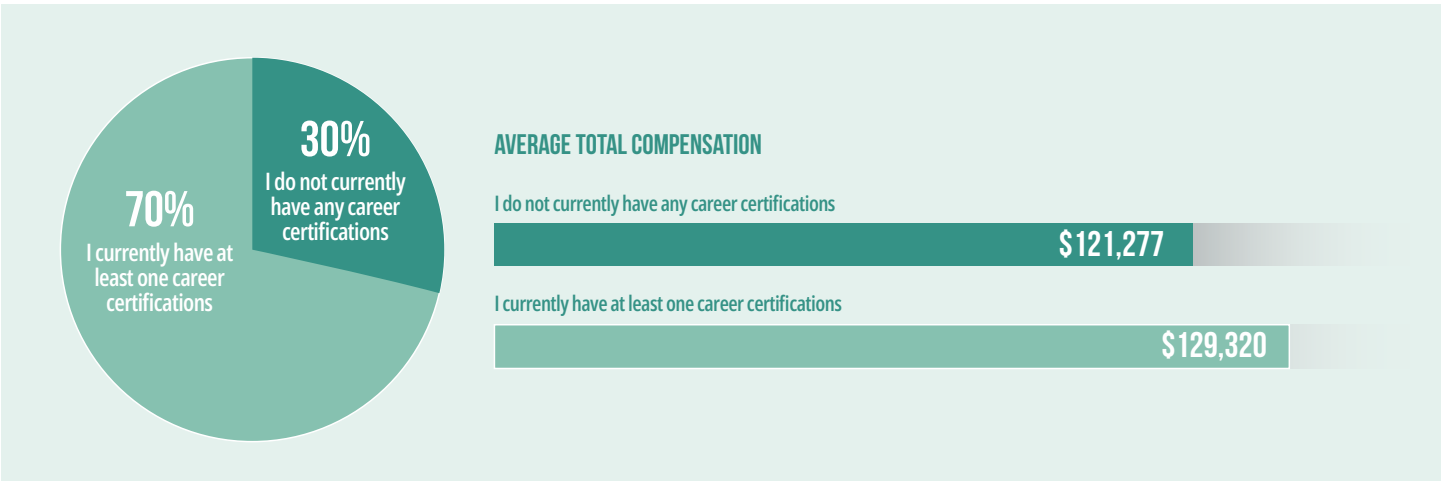 30%
I do not currently
have any career
certifications
70%
I currently have at
least one career
certifications
AVERAGE TOTAL COMPENSATION
I do not currently have any career certifications
$121,277
I currently have at least one career certifications
$129,320